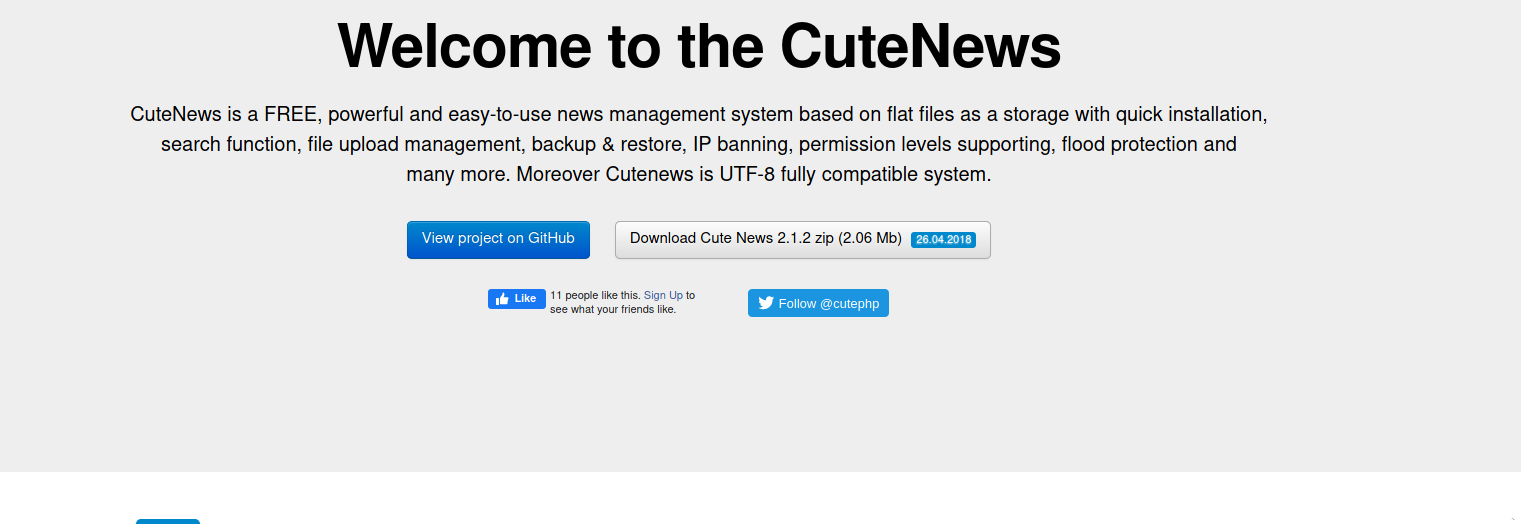 Welcome to the CuteNews
CuteNews is a FREE, powerful and easy-to-use news management system based on flat files as a storage with quick installation,
search function, file upload management, backup & restore, IP banning, permission levels supporting, flood protection and
many more. Moreover Cutenews is UTF-8 fully compatible system.
View project on GitHub
Download Cute News 2.1.2 zip (2.06 Mb) 26.04.2018
Like
11 people like this. Sign Up to
see what your friends like.
Follow @cutephp